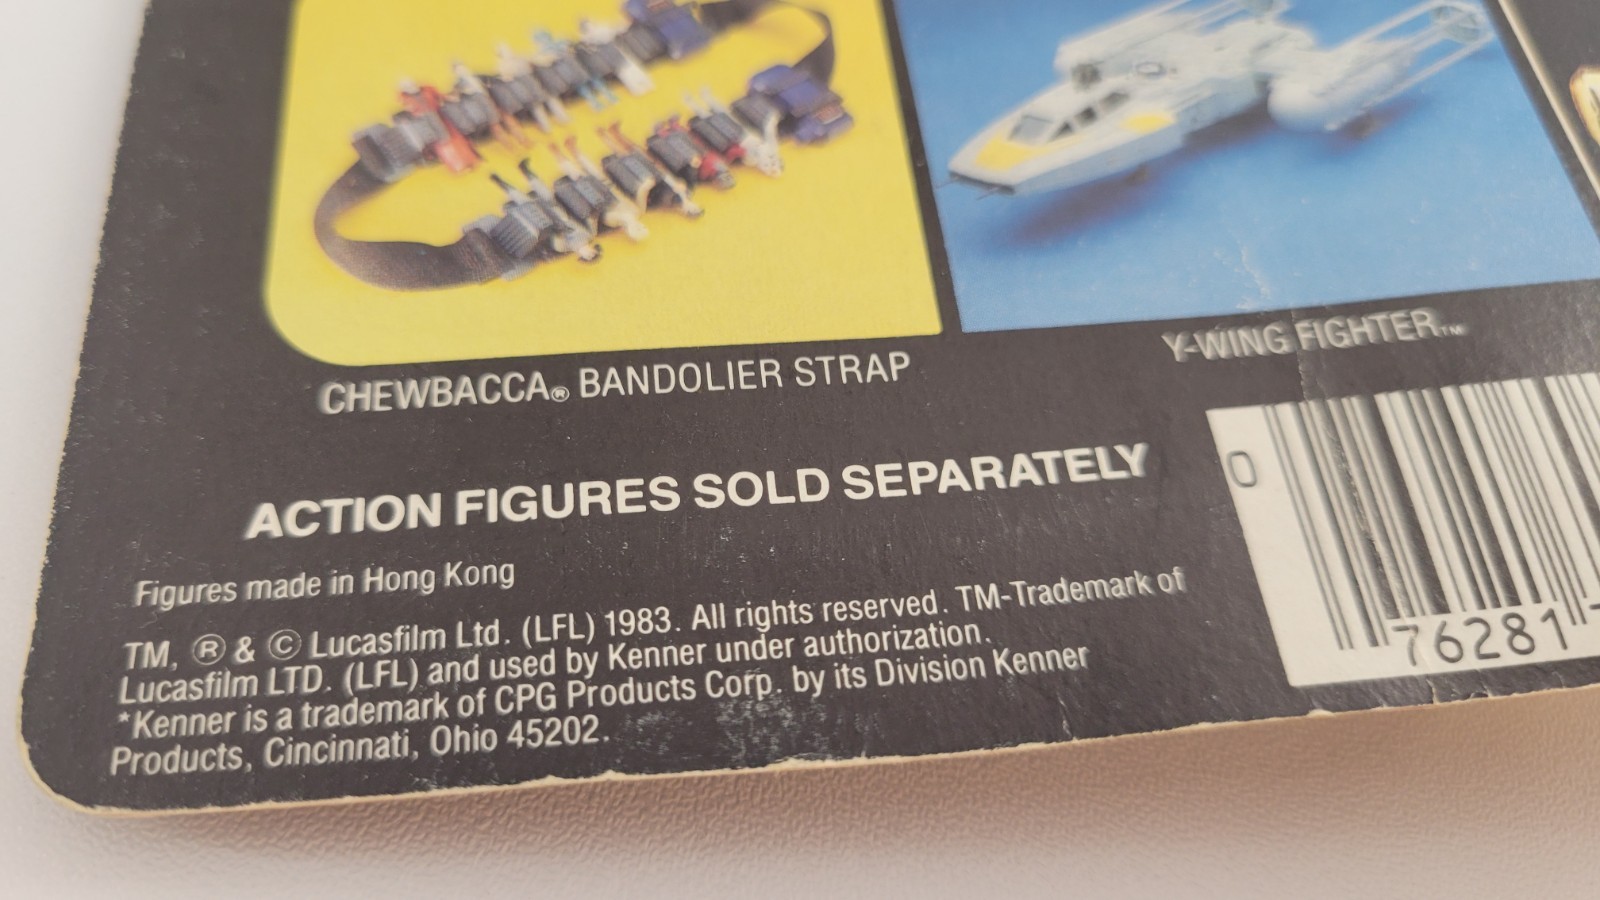 CHEWBACCA® BANDOLIER STRAP
Y-WING FIGHTER™
ACTION FIGURES SOLD SEPARATELY
Figures made in Hong Kong
TM, ® & © Lucasfilm Ltd. (LFL) 1983. All rights reserved. TM-Trademark of
Lucasfilm LTD. (LFL) and used by Kenner under authorization.
*Kenner is a trademark of CPG Products Corp. by its Division Kenner
Products, Cincinnati, Ohio 45202.
0
76281